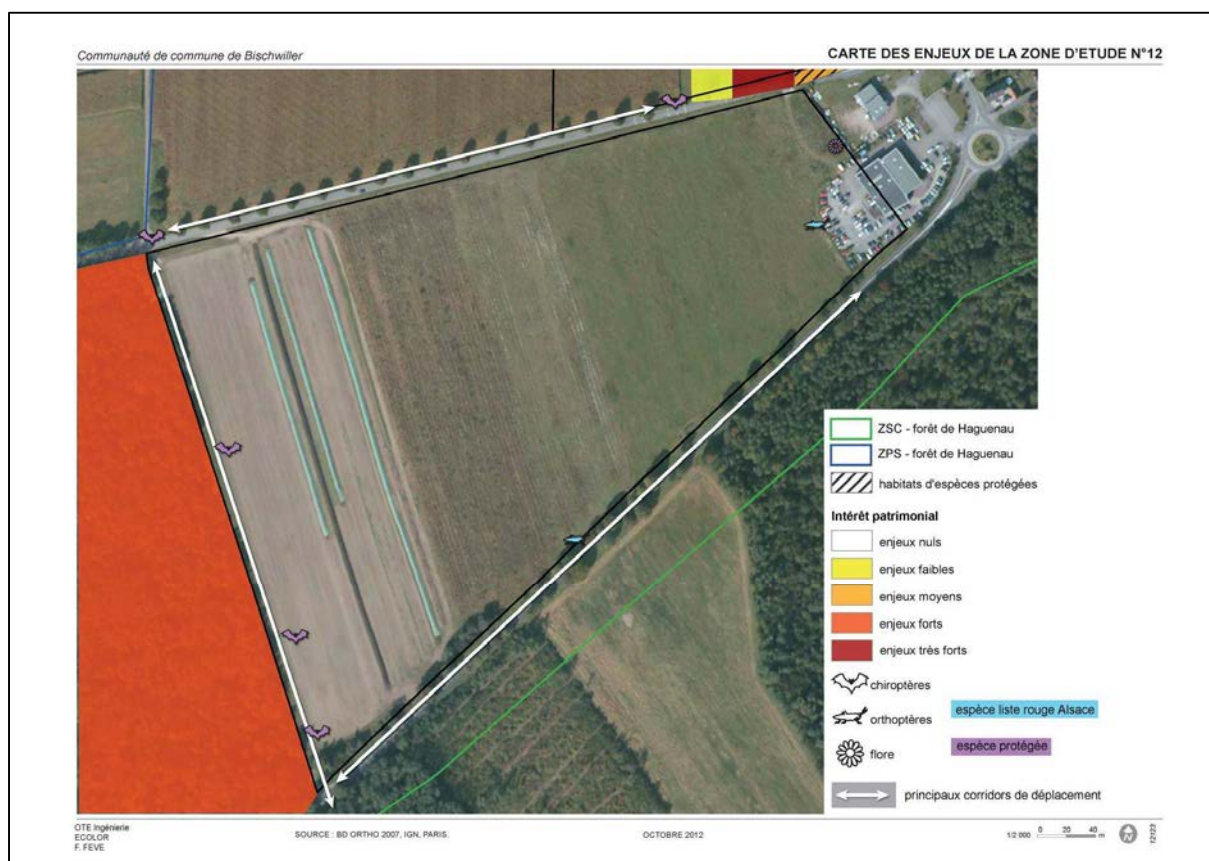 Communauté de commune de Bischwiller
CARTE DES ENJEUX DE LA ZONE D'ETUDE N°12
ZSC - forêt de Haguenau
ZPS - forêt de Haguenau
habitats d'espèces protégées
Intérêt patrimonial
enjeux nuls
enjeux faibles
enjeux moyens
enjeux forts
enjeux très forts
chiroptères
orthoptères
espèce liste rouge Alsace
flore
espèce protégée
principaux corridors de déplacement
OTE Ingénierie
ECOLOR
F. FEVE
SOURCE : BD ORTHO 2007, IGN, PARIS.
OCTOBRE 2012
1/2 000 0 20 40 m
12123